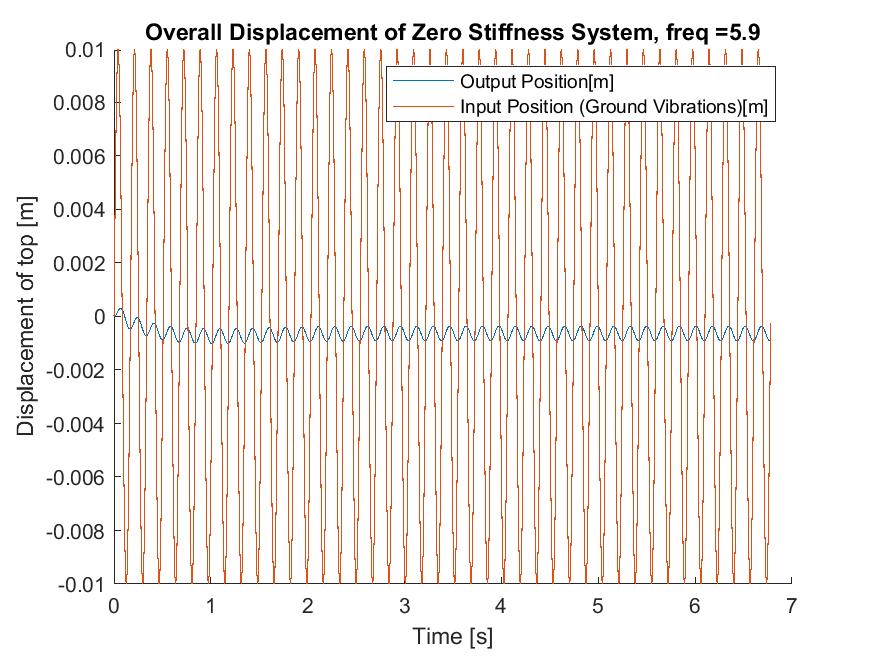 Overall Displacement of Zero Stiffness System, freq =5.9
0.01
0.008
0.006
0.004
0.002
0
-0.002
-0.004
-0.006
-0.008
-0.01
Displacement of top [m]
Output Position[m]
Input Position (Ground Vibrations)[m]
0 1 2 3 4 5 6 7
Time [s]